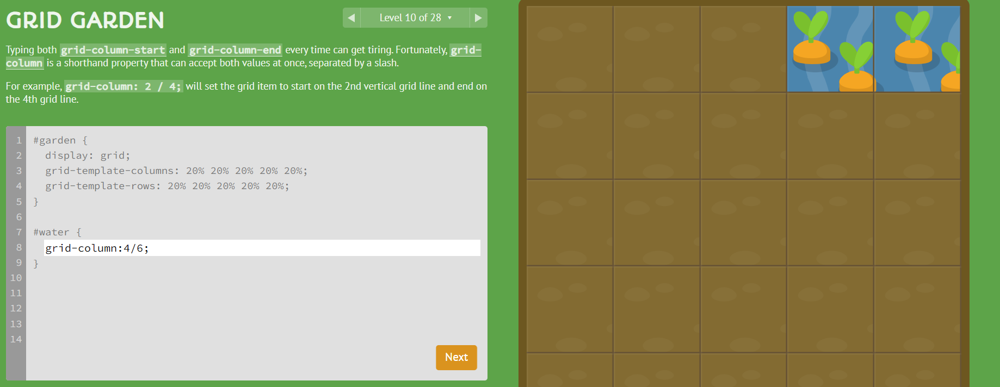 GRID GARDEN
Level 10 of 28
Typing both grid-column-start and grid-column-end every time can get tiring. Fortunately, grid-
column is a shorthand property that can accept both values at once, separated by a slash.
For example, grid-column: 2 / 4; will set the grid item to start on the 2nd vertical grid line and end on
the 4th grid line.
1 #garden {
2 display: grid;
3 grid-template-columns: 20% 20% 20% 20% 20%;
4 grid-template-rows: 20% 20% 20% 20% 20%;
5 }
6
7 #water {
8 grid-column:4/6;
9 }
10
11
12
13
14
Next